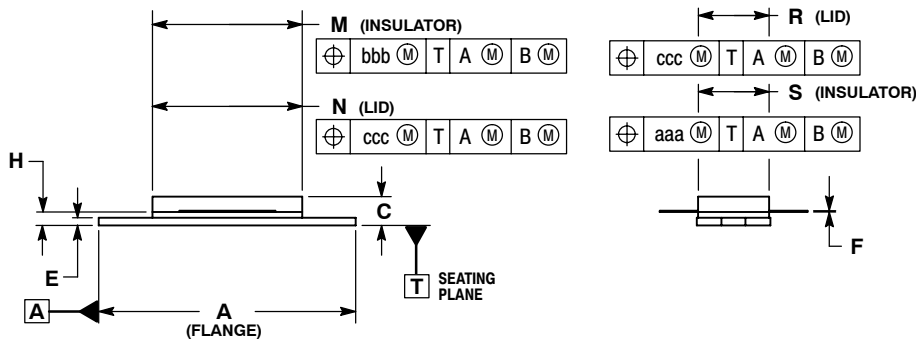 M (INSULATOR)
⌖ bbb Ⓜ T A Ⓜ B Ⓜ
N (LID)
⌖ ccc Ⓜ T A Ⓜ B Ⓜ
R (LID)
⌖ ccc Ⓜ T A Ⓜ B Ⓜ
S (INSULATOR)
⌖ aaa Ⓜ T A Ⓜ B Ⓜ
H
C
E
F
T SEATING
PLANE
A
A
(FLANGE)